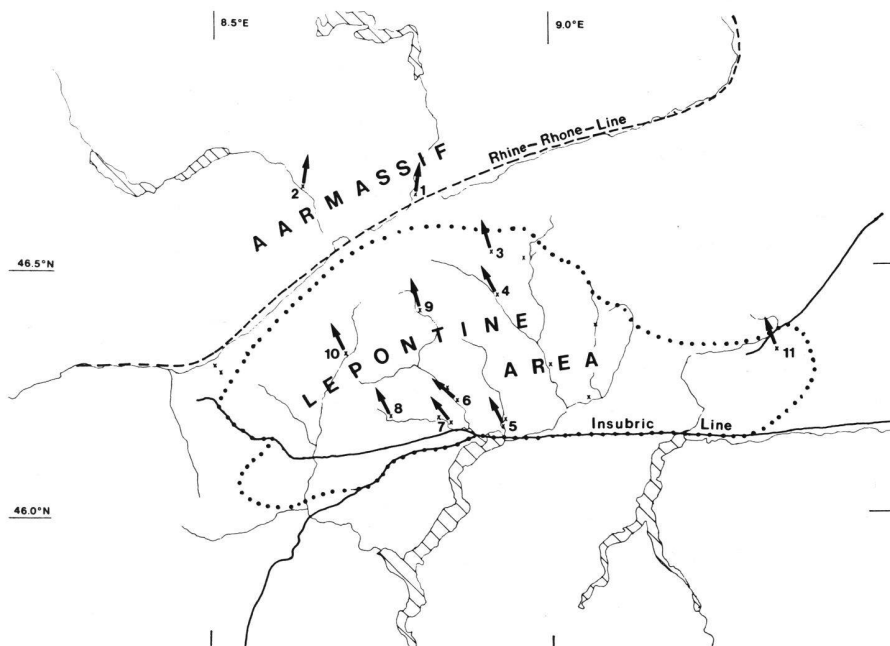 8.5°E
9.0°E
Rhine-Rhone-Line
AARMASSIF
1
2
46.5°N
3
4
9
LEPONTINE
10
AREA
11
6
8
7
5
Insubric Line
46.0°N